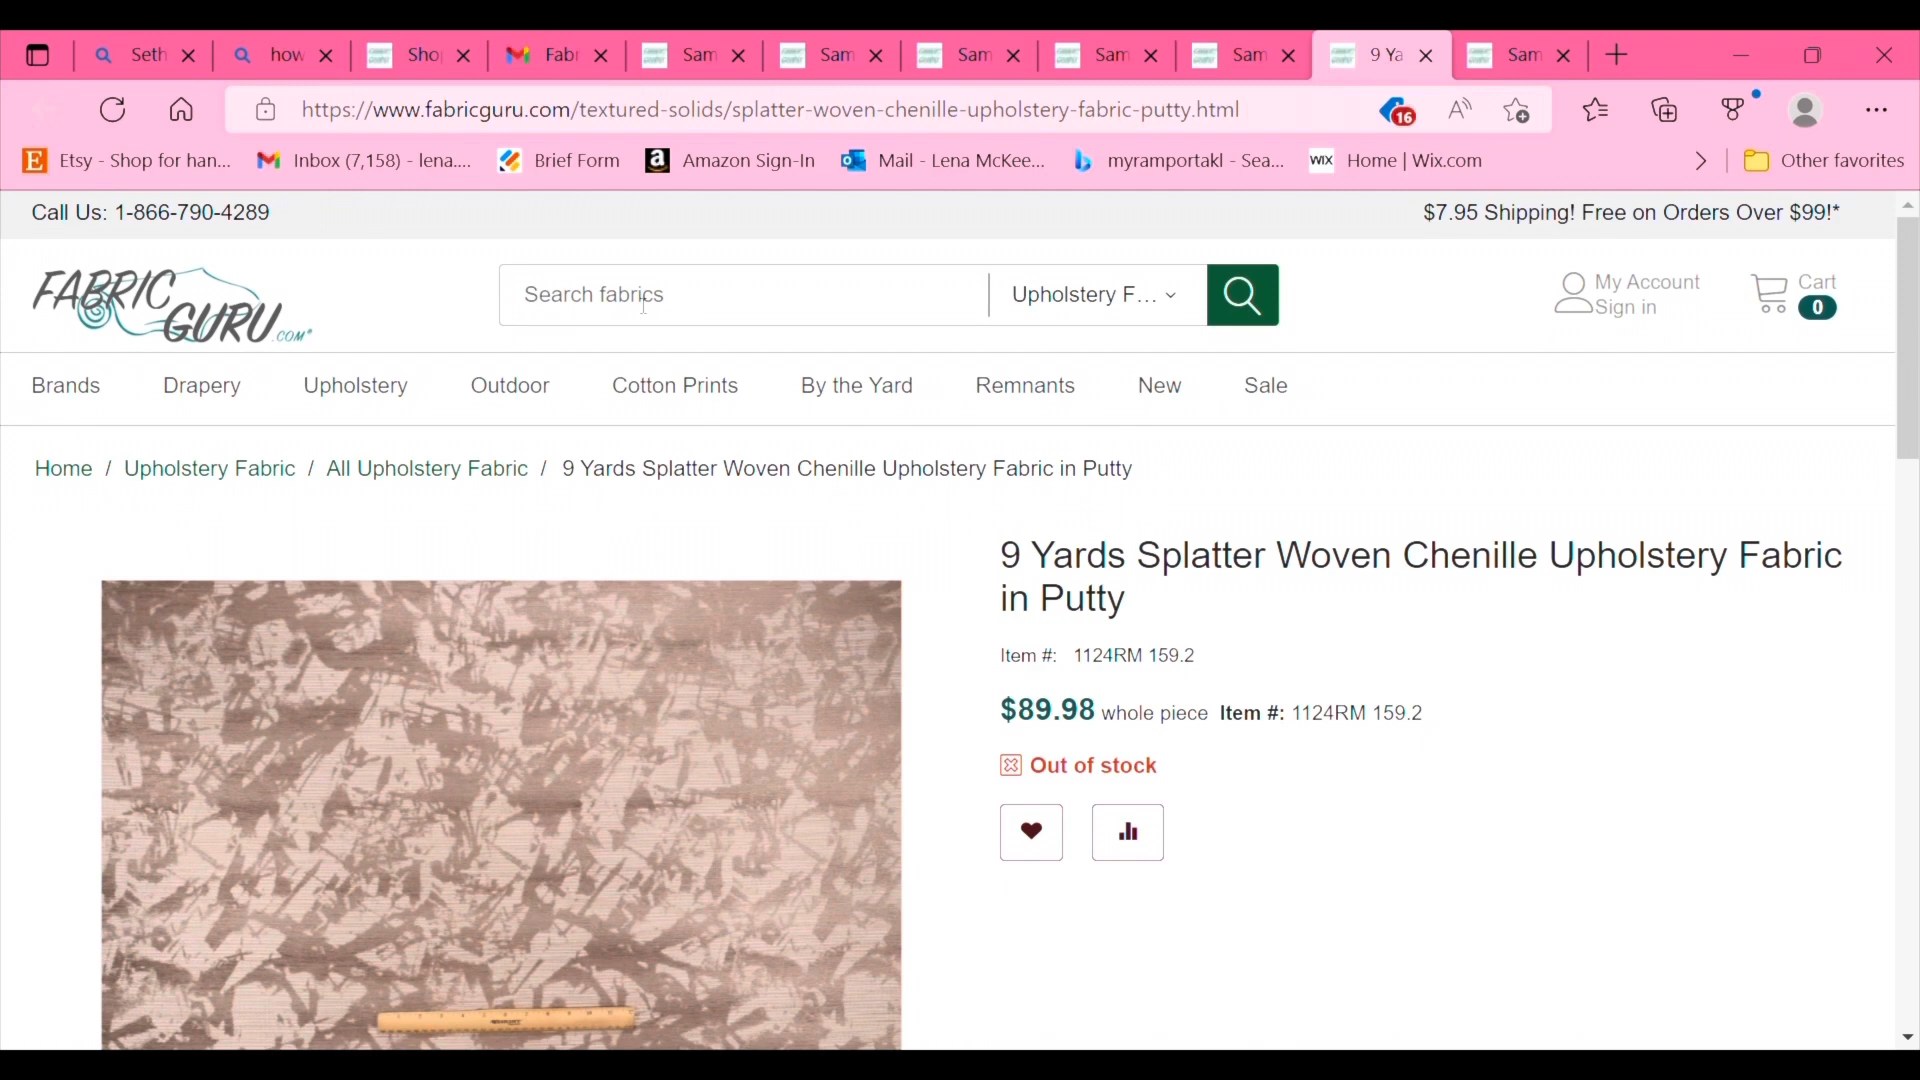 Seth
how
Sho
Fabr
Sam
Sam
Sam
Sam
Sam
9 Ya
Sam
https://www.fabricguru.com/textured-solids/splatter-woven-chenille-upholstery-fabric-putty.html
16
Etsy - Shop for han...
Inbox (7,158) - lena....
Brief Form
Amazon Sign-In
Mail - Lena McKee...
myramportakl - Sea...
WIX Home | Wix.com
Other favorites
Call Us: 1-866-790-4289
$7.95 Shipping! Free on Orders Over $99!*
FABRIC
GURU.COM®
Search fabrics
Upholstery F...
My Account
Sign in
Cart
0
Brands
Drapery
Upholstery
Outdoor
Cotton Prints
By the Yard
Remnants
New
Sale
Home / Upholstery Fabric / All Upholstery Fabric / 9 Yards Splatter Woven Chenille Upholstery Fabric in Putty
9 Yards Splatter Woven Chenille Upholstery Fabric
in Putty
Item #: 1124RM 159.2
$89.98 whole piece Item #: 1124RM 159.2
Out of stock